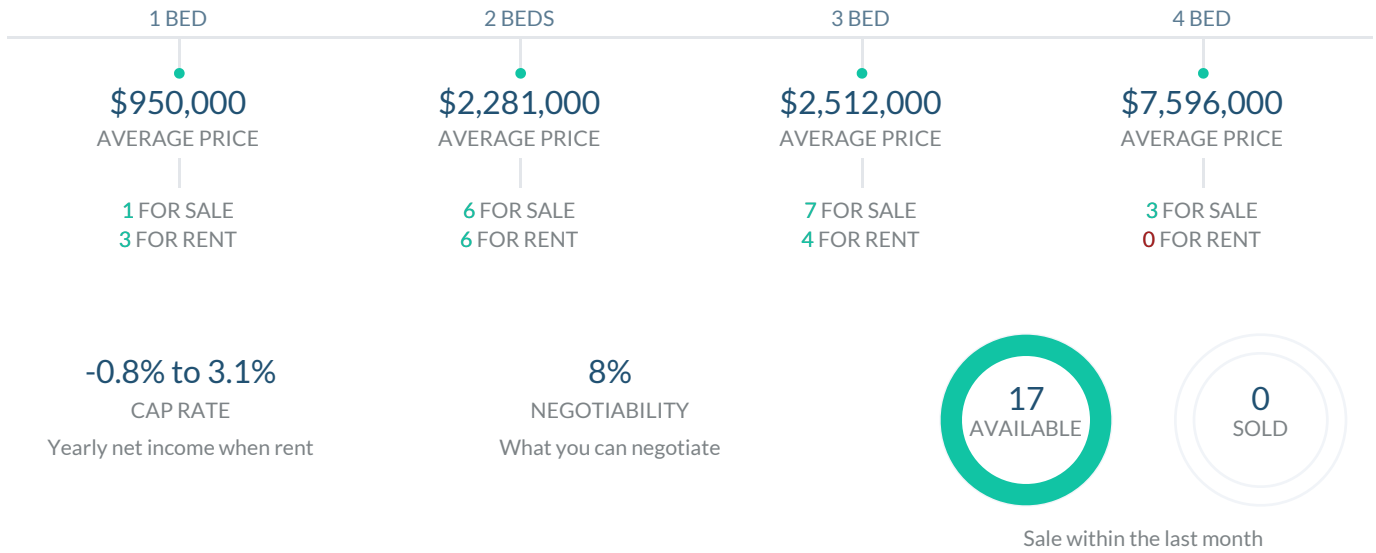 1 BED
2 BEDS
3 BED
4 BED
$950,000
AVERAGE PRICE
1 FOR SALE
3 FOR RENT
$2,281,000
AVERAGE PRICE
6 FOR SALE
6 FOR RENT
$2,512,000
AVERAGE PRICE
7 FOR SALE
4 FOR RENT
$7,596,000
AVERAGE PRICE
3 FOR SALE
0 FOR RENT
-0.8% to 3.1%
CAP RATE
Yearly net income when rent
8%
NEGOTIABILITY
What you can negotiate
17
AVAILABLE
0
SOLD
Sale within the last month